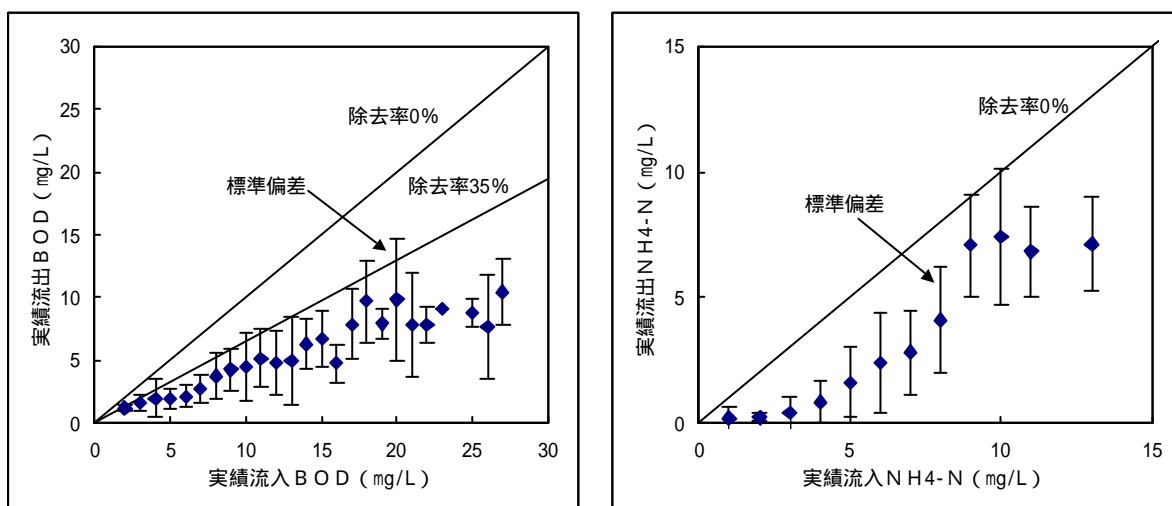 30
25
20
15
10
5
0
実績流出ＢＯＤ（㎎/L）
除去率0%
標準偏差
除去率35%
0 5 10 15 20 25 30
実績流入ＢＯＤ（㎎/L）
15
10
5
0
実績流出ＮＨ4-Ｎ（㎎/L）
除去率0%
標準偏差
0 5 10 15
実績流入ＮＨ4-Ｎ（㎎/L）